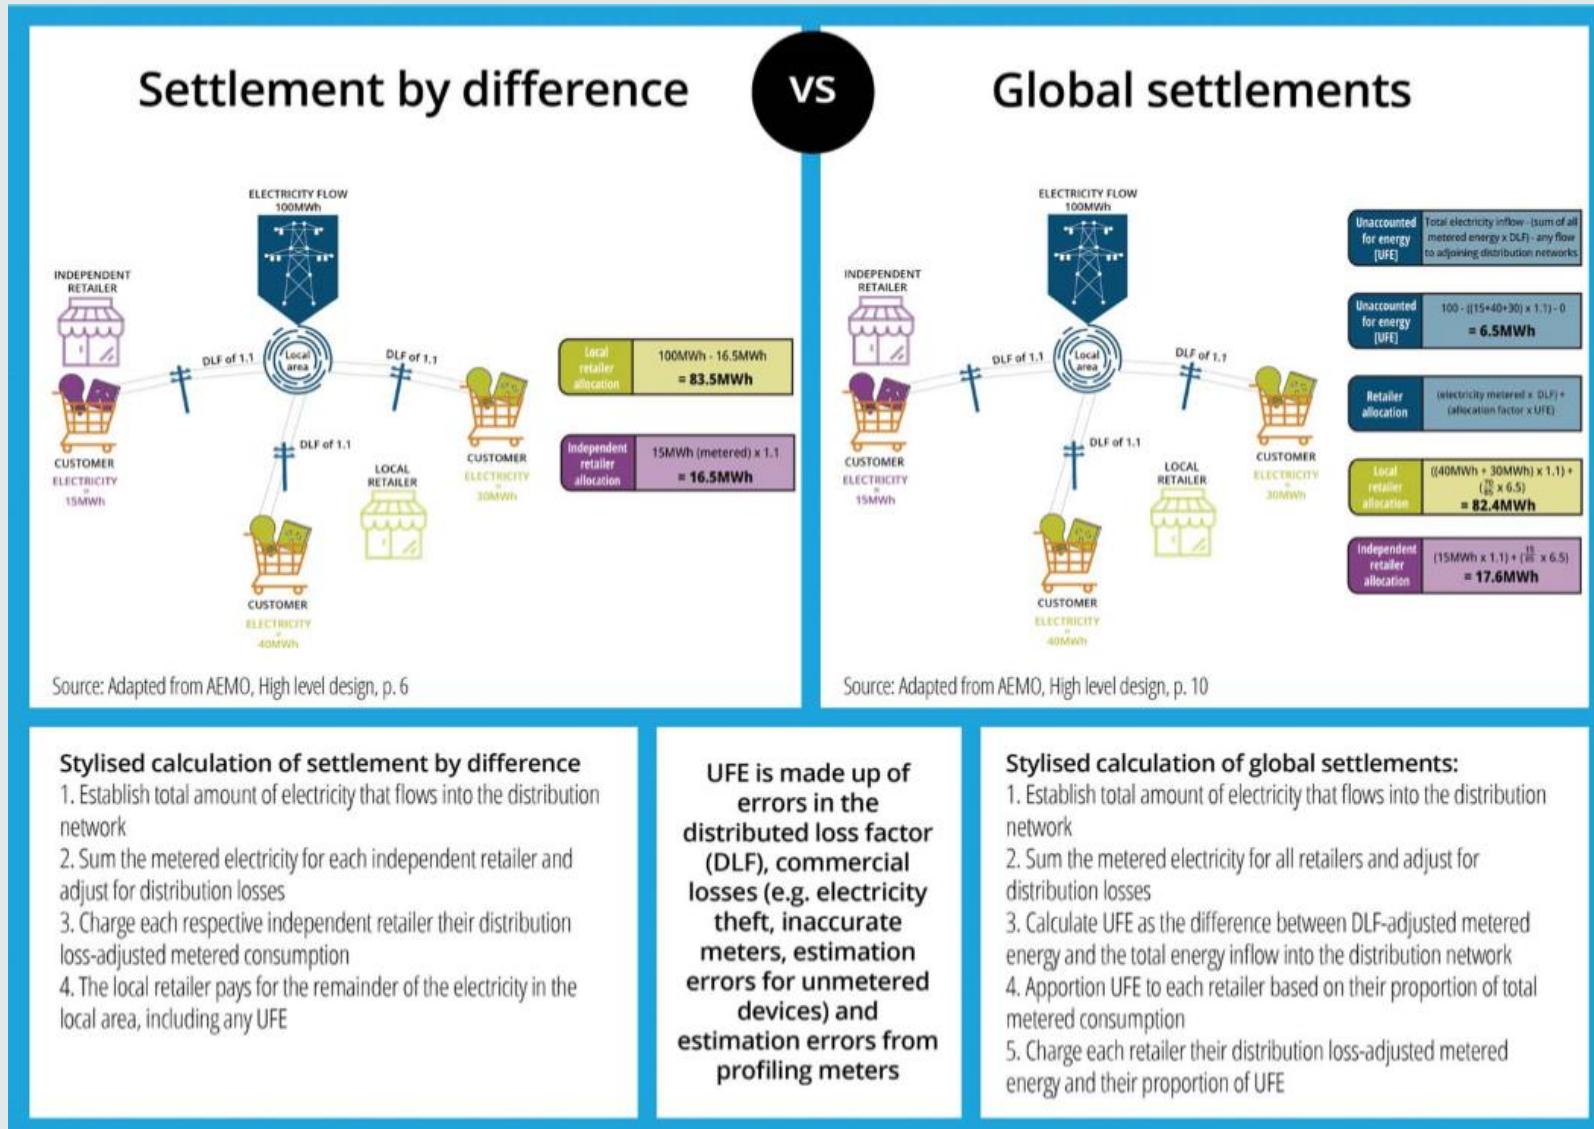 Settlement by difference
VS
Global settlements
ELECTRICITY FLOW
100MWh
INDEPENDENT
RETAILER
DLF of 1.1
Local
area
DLF of 1.1
CUSTOMER
ELECTRICITY
=
15MWh
DLF of 1.1
LOCAL
RETAILER
CUSTOMER
ELECTRICITY
=
30MWh
CUSTOMER
ELECTRICITY
=
40MWh
Local
retailer
allocation
100MWh - 16.5MWh
= 83.5MWh
Independent
retailer
allocation
15MWh (metered) x 1.1
= 16.5MWh
Source: Adapted from AEMO, High level design, p. 6
ELECTRICITY FLOW
100MWh
INDEPENDENT
RETAILER
DLF of 1.1
Local
area
DLF of 1.1
CUSTOMER
ELECTRICITY
=
15MWh
DLF of 1.1
LOCAL
RETAILER
CUSTOMER
ELECTRICITY
=
30MWh
CUSTOMER
ELECTRICITY
=
40MWh
Unaccounted
for energy
[UFE]
Total electricity inflow - (sum of all
metered energy x DLF) - any flow
to adjoining distribution networks
Unaccounted
for energy
[UFE]
100 - ((15+40+30) x 1.1) - 0
= 6.5MWh
Retailer
allocation
(electricity metered x DLF) +
(allocation factor x UFE)
Local
retailer
allocation
((40MWh + 30MWh) x 1.1) +
(70/85 x 6.5)
= 82.4MWh
Independent
retailer
allocation
(15MWh x 1.1) + (15/85 x 6.5)
= 17.6MWh
Source: Adapted from AEMO, High level design, p. 10
Stylised calculation of settlement by difference
1. Establish total amount of electricity that flows into the distribution
network
2. Sum the metered electricity for each independent retailer and
adjust for distribution losses
3. Charge each respective independent retailer their distribution
loss-adjusted metered consumption
4. The local retailer pays for the remainder of the electricity in the
local area, including any UFE
UFE is made up of
errors in the
distributed loss factor
(DLF), commercial
losses (e.g. electricity
theft, inaccurate
meters, estimation
errors for unmetered
devices) and
estimation errors from
profiling meters
Stylised calculation of global settlements:
1. Establish total amount of electricity that flows into the distribution
network
2. Sum the metered electricity for all retailers and adjust for
distribution losses
3. Calculate UFE as the difference between DLF-adjusted metered
energy and the total energy inflow into the distribution network
4. Apportion UFE to each retailer based on their proportion of total
metered consumption
5. Charge each retailer their distribution loss-adjusted metered
energy and their proportion of UFE